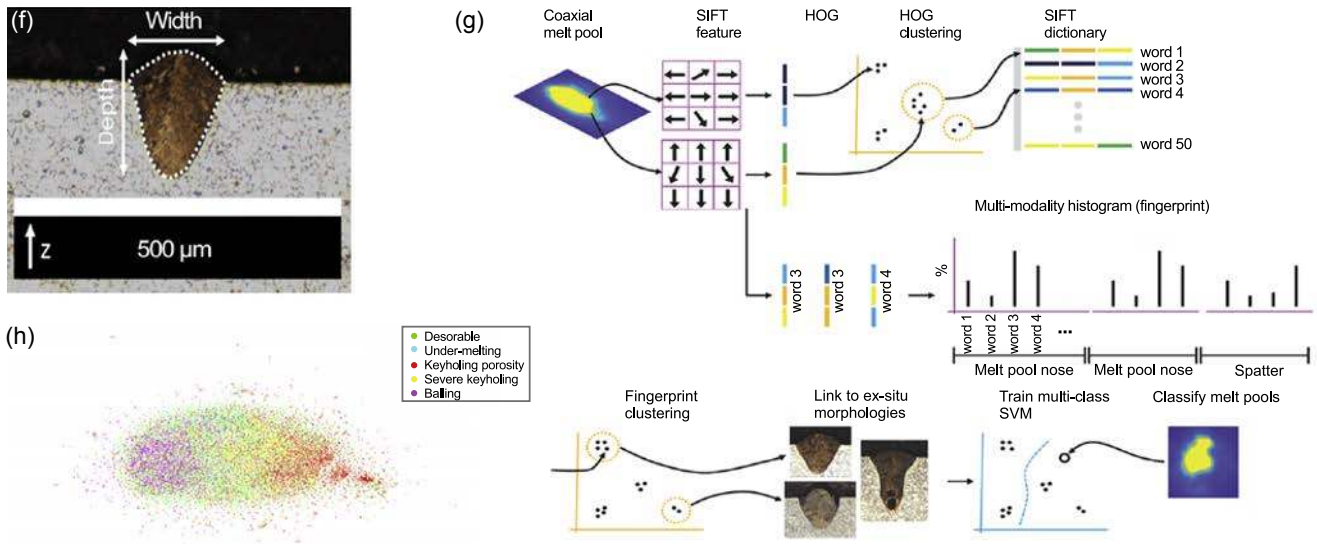 (f)
Width
Depth
z
500 μm
(g)
Coaxial
melt pool
SIFT
feature
HOG
HOG
clustering
SIFT
dictionary
word 1
word 2
word 3
word 4
word 50
Multi-modality histogram (fingerprint)
word 3
word 3
word 4
%
word 1
word 2
word 3
word 4
...
Melt pool nose
Melt pool nose
Spatter
(h)
Desorable
Under-melting
Keyholing porosity
Severe keyholing
Balling
Fingerprint
clustering
Link to ex-situ
morphologies
Train multi-class
SVM
Classify melt pools